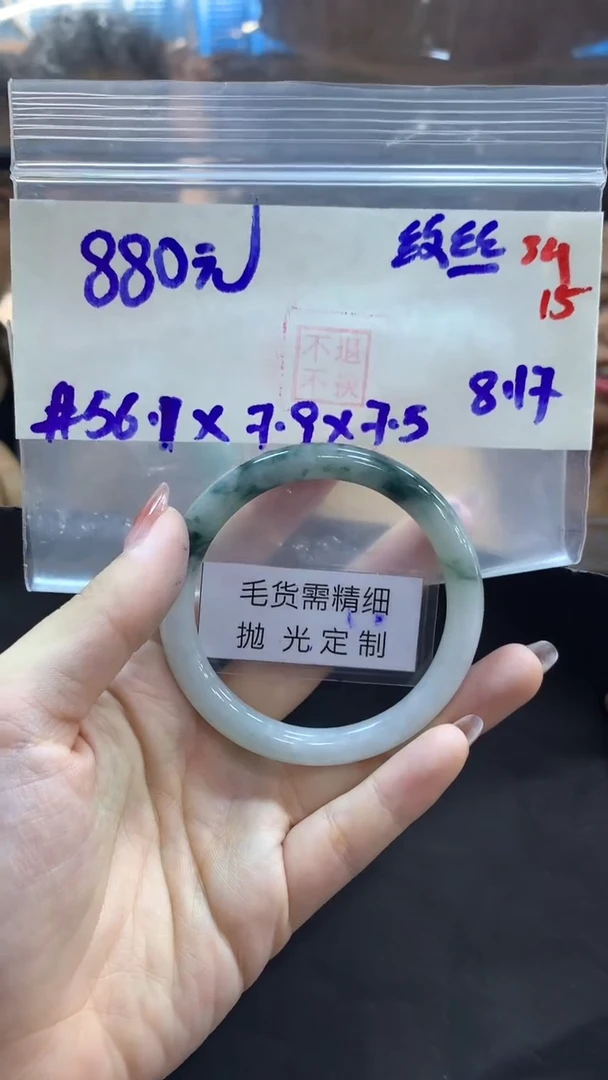 880元
纹丝 34
15
不退
不
8.17
#56.1 x 7.9 x 7.5
毛货需精细
抛光定制